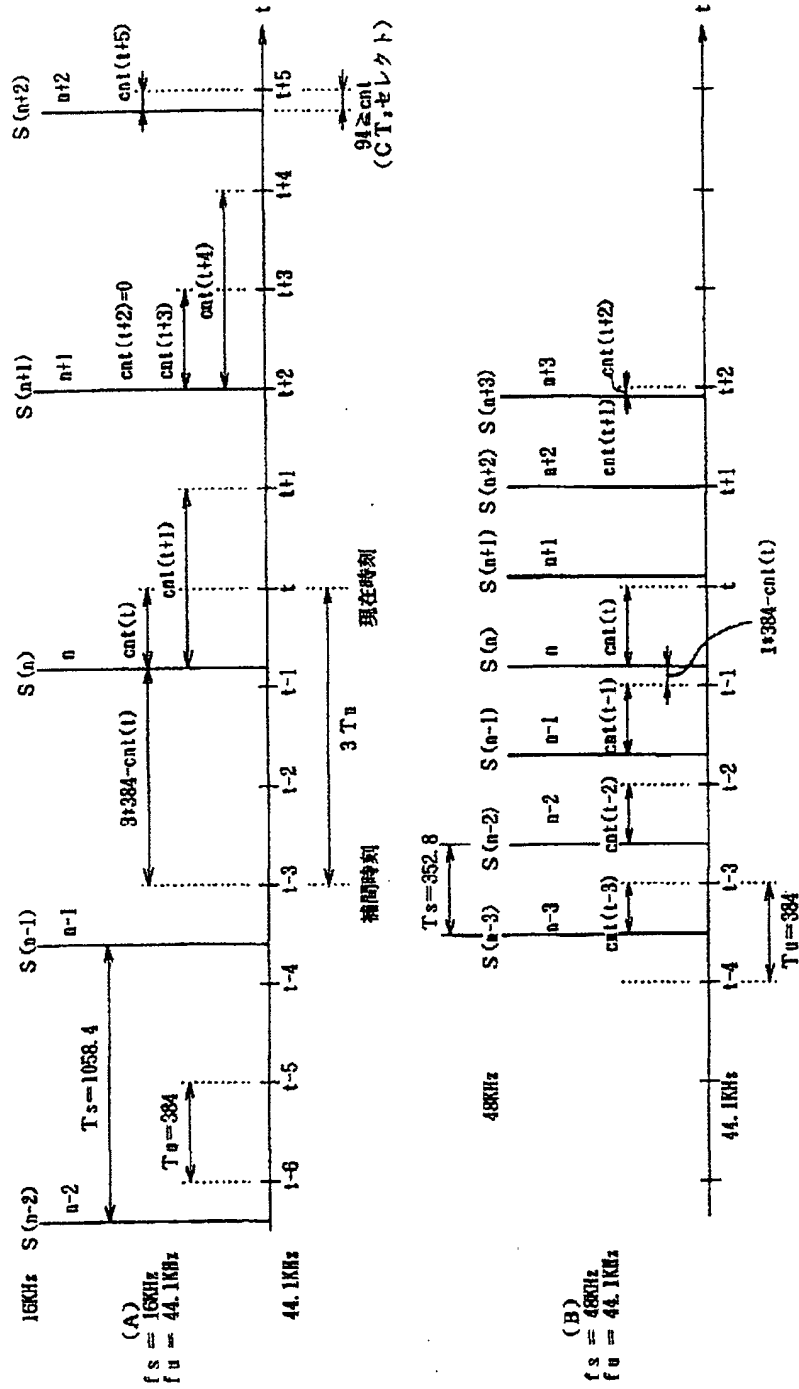 16KHz
S(n-2)
n-2
S(n-1)
n-1
S(n)
n
S(n+1)
n+1
S(n+2)
n+2
Ts=1058.4
Tu=384
3*384-cnt(t)
cnt(t)
cnt(t+1)
cnt(t+2)=0
cnt(t+3)
cnt(t+4)
cnt(t+5)
(A)
fs = 16KHz
fu = 44.1KHz
44.1KHz
t-6
t-5
t-4
t-3
t-2
t-1
t
t+1
t+2
t+3
t+4
t+5
t
補間時刻
3Tu
現在時刻
94≧cnt
(CT,セレクト)
48KHz
Ts=352.8
S(n-3)
n-3
S(n-2)
n-2
S(n-1)
n-1
S(n)
n
S(n+1)
n+1
S(n+2)
n+2
S(n+3)
n+3
cnt(t-3)
cnt(t-2)
cnt(t-1)
cnt(t)
cnt(t+1)
cnt(t+2)
(B)
fs = 48KHz
fu = 44.1KHz
44.1KHz
t-4
t-3
t-2
t-1
t
t+1
t+2
t
Tu=384
1*384-cnt(t)